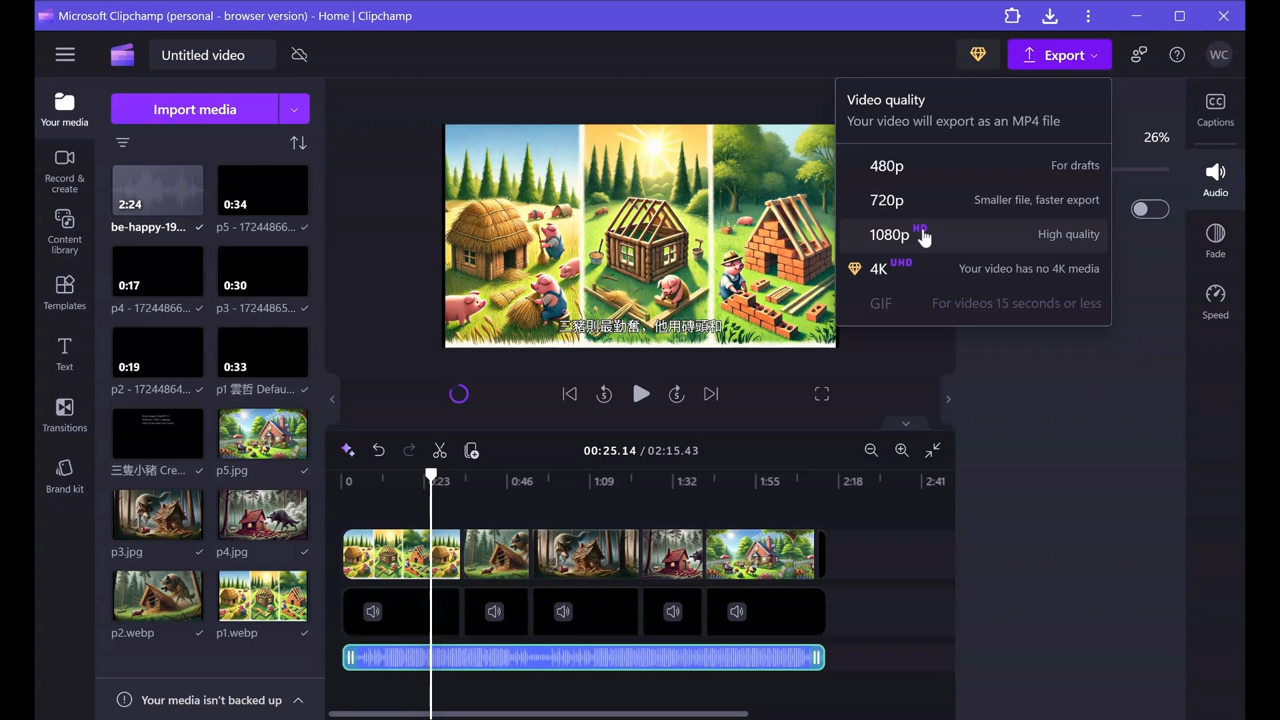 Microsoft Clipchamp (personal - browser version) - Home | Clipchamp
Untitled video
Export
WC
Your media
Record & create
Content library
Templates
Text
Transitions
Brand kit
Import media
2:24
0:34
be-happy-19...
p5 - 17244866...
0:17
0:30
p4 - 17244866...
p3 - 17244865...
0:19
0:33
p2 - 17244864...
p1 雲哲 Defau...
三隻小豬 Cre...
p5.jpg
p3.jpg
p4.jpg
p2.webp
p1.webp
Your media isn't backed up
Video quality
Your video will export as an MP4 file
480p
For drafts
720p
Smaller file, faster export
1080p HD
High quality
4K UHD
Your video has no 4K media
GIF
For videos 15 seconds or less
三豬則最勤奮，他用磚頭和
5
5
00:25.14 / 02:15.43
0
0:23
0:46
1:09
1:32
1:55
2:18
2:41
26%
CC
Captions
Audio
Fade
Speed